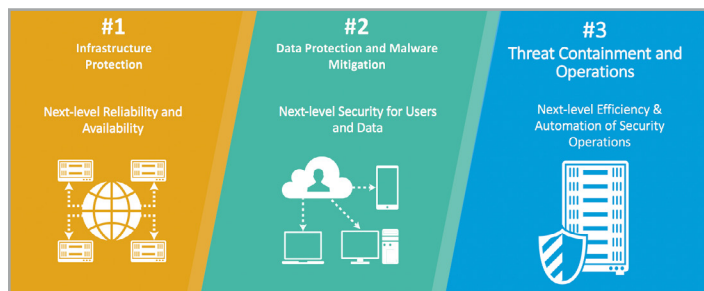 #1
Infrastructure
Protection
Next-level Reliability and
Availability
#2
Data Protection and Malware
Mitigation
Next-level Security for Users
and Data
#3
Threat Containment and
Operations
Next-level Efficiency &
Automation of Security
Operations